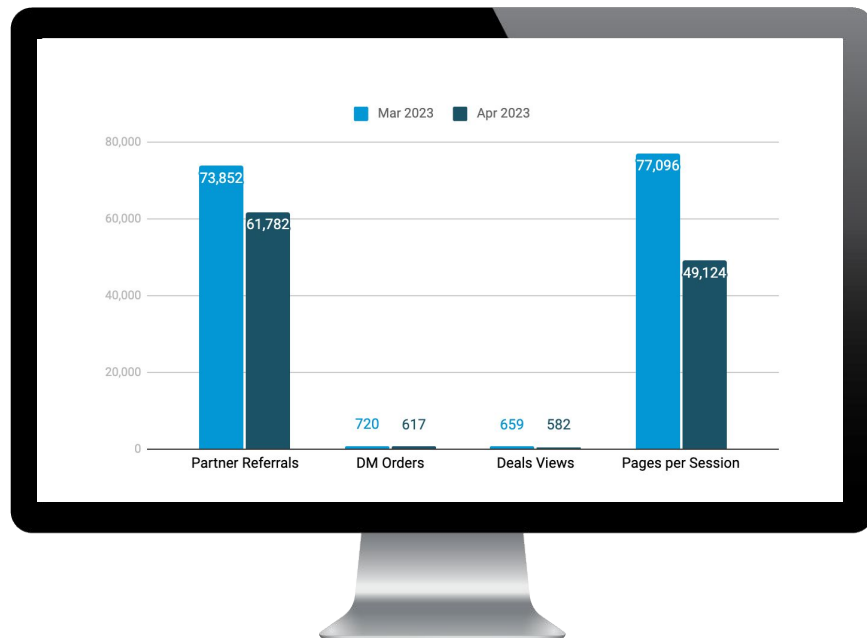 Mar 2023 Apr 2023
80,000
73,852 77,096
61,782
60,000
49,124
40,000
20,000
720 617 659 582
0
Partner Referrals DM Orders Deals Views Pages per Session